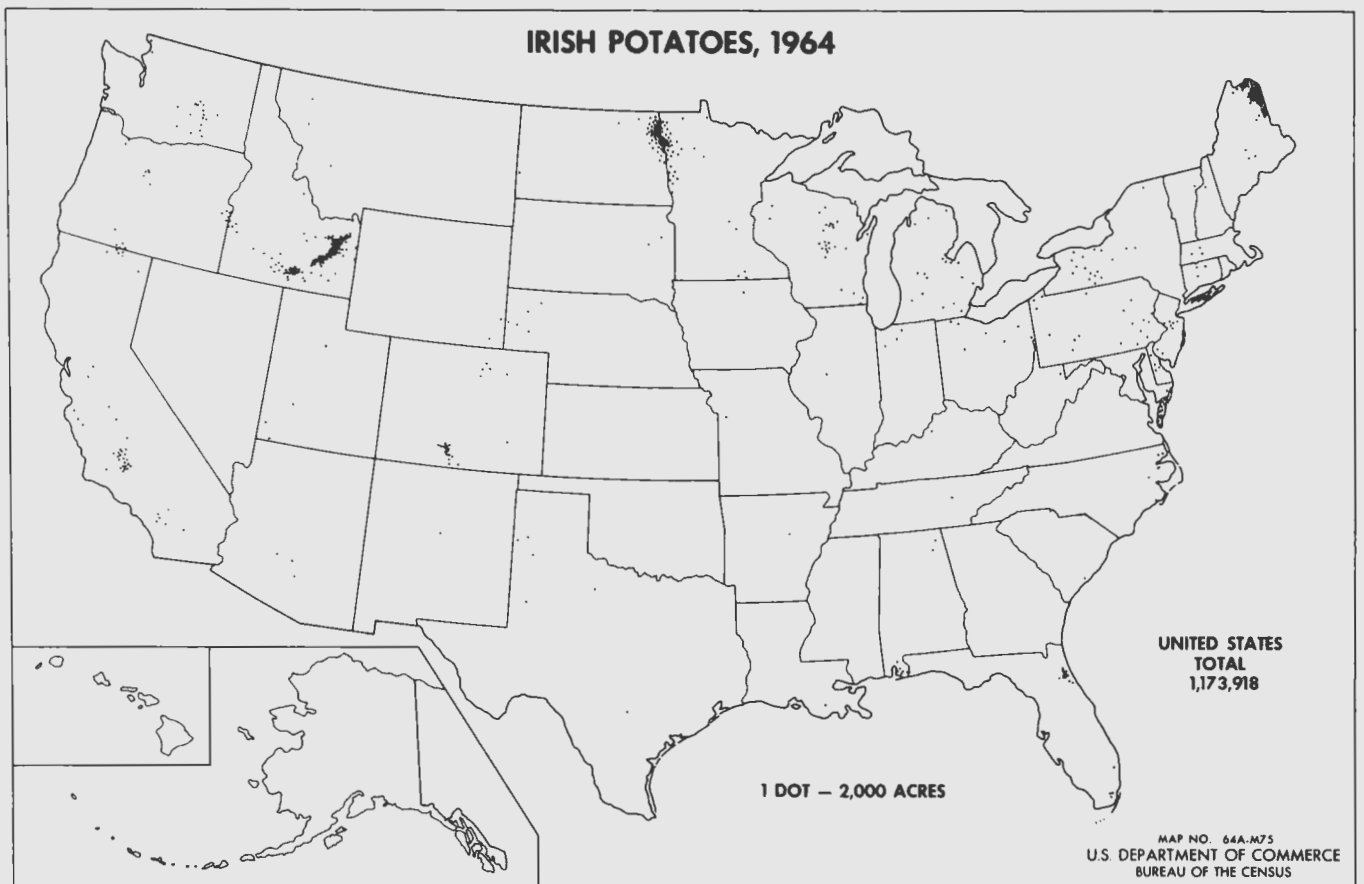 IRISH POTATOES, 1964
UNITED STATES
TOTAL
1,173,918
1 DOT — 2,000 ACRES
MAP NO. 64A-M75
U.S. DEPARTMENT OF COMMERCE
BUREAU OF THE CENSUS